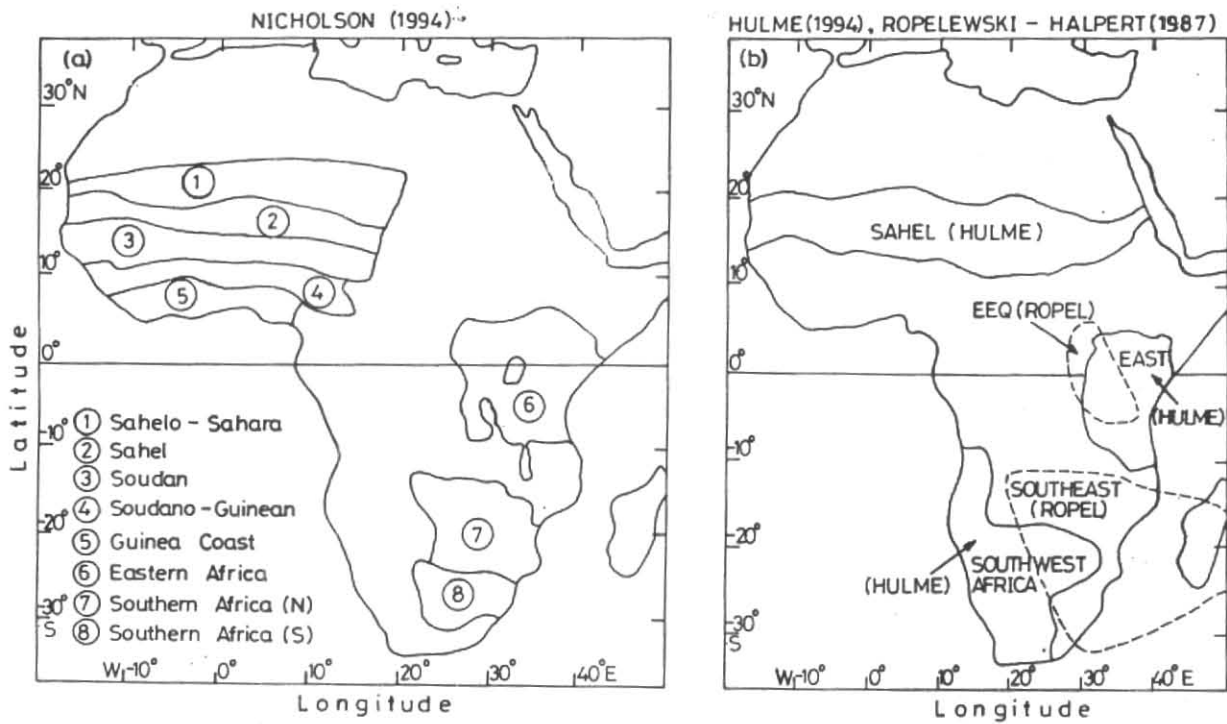 NICHOLSON (1994)
(a)
30°N
20°
10°
0°
-10°
-20°
-30°
S
Latitude
1
2
3
4
5
6
7
8
1 Sahelo - Sahara
2 Sahel
3 Soudan
4 Soudano - Guinean
5 Guinea Coast
6 Eastern Africa
7 Southern Africa (N)
8 Southern Africa (S)
W -10° 0° 10° 20° 30° 40°E
Longitude
HULME(1994), ROPELEWSKI - HALPERT(1987)
(b)
30°N
20°
10°
0°
-10°
-20°
-30°
S
SAHEL (HULME)
EEQ (ROPEL)
EAST
(HULME)
SOUTHEAST
(ROPEL)
(HULME)
SOUTHWEST
AFRICA
W -10° 0° 10° 20° 30° 40°E
Longitude